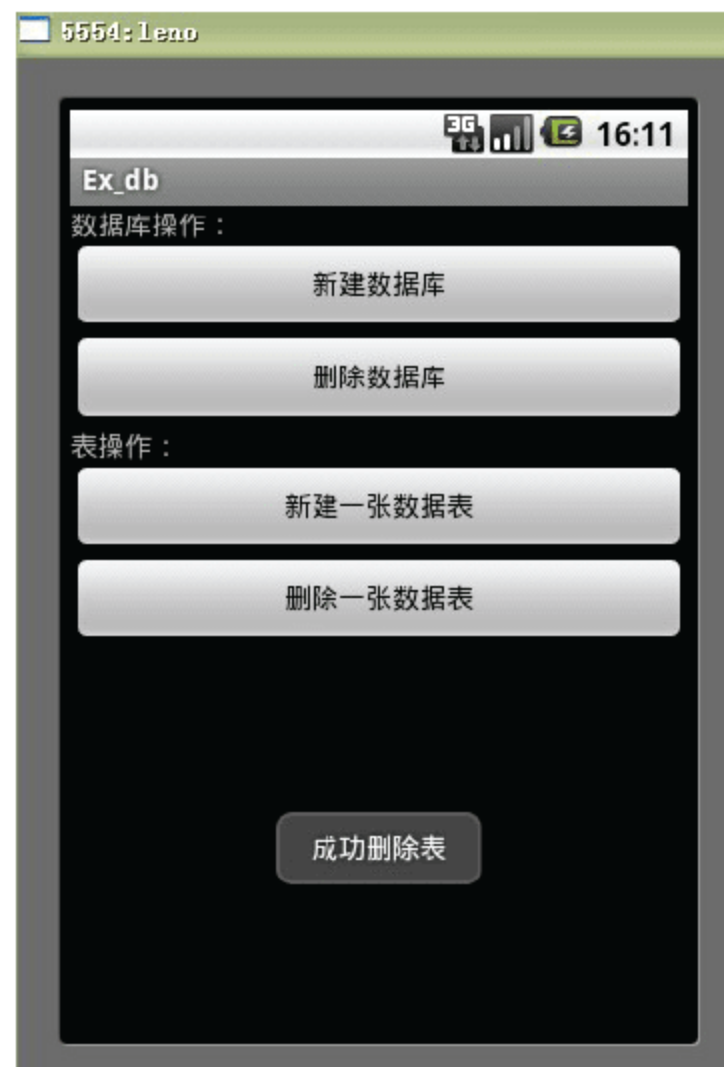 5554:leno
3G 16:11
Ex_db
数据库操作：
新建数据库
删除数据库
表操作：
新建一张数据表
删除一张数据表
成功删除表